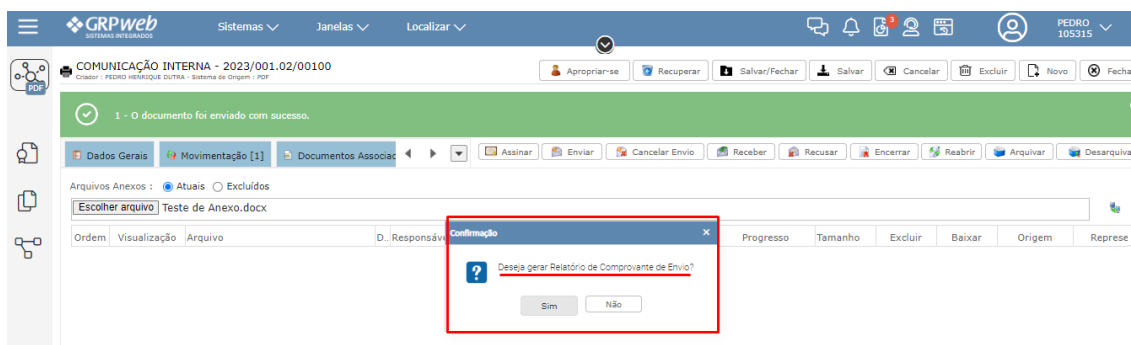 GRPweb Sistemas Janelas Localizar 3 PEDRO
SISTEMAS INTEGRADOS 105315
COMUNICAÇÃO INTERNA - 2023/001.02/00100
Criador : PEDRO HENRIQUE DUTRA - Sistema de Origem : PDF
Apropriar-se Recuperar Salvar/Fechar Salvar Cancelar Excluir Novo Fecha
PDF
1 - O documento foi enviado com sucesso.
Dados Gerais Movimentação [1] Documentos Associac Assinar Enviar Cancelar Envio Receber Recusar Encerrar Reabrir Arquivar Desarquiva
Arquivos Anexos : Atuais Excluídos
Escolher arquivo Teste de Anexo.docx
Ordem Visualização Arquivo D.. Responsáve Progresso Tamanho Excluir Baixar Origem Represe
Confirmação ×
Deseja gerar Relatório de Comprovante de Envio?
Sim Não